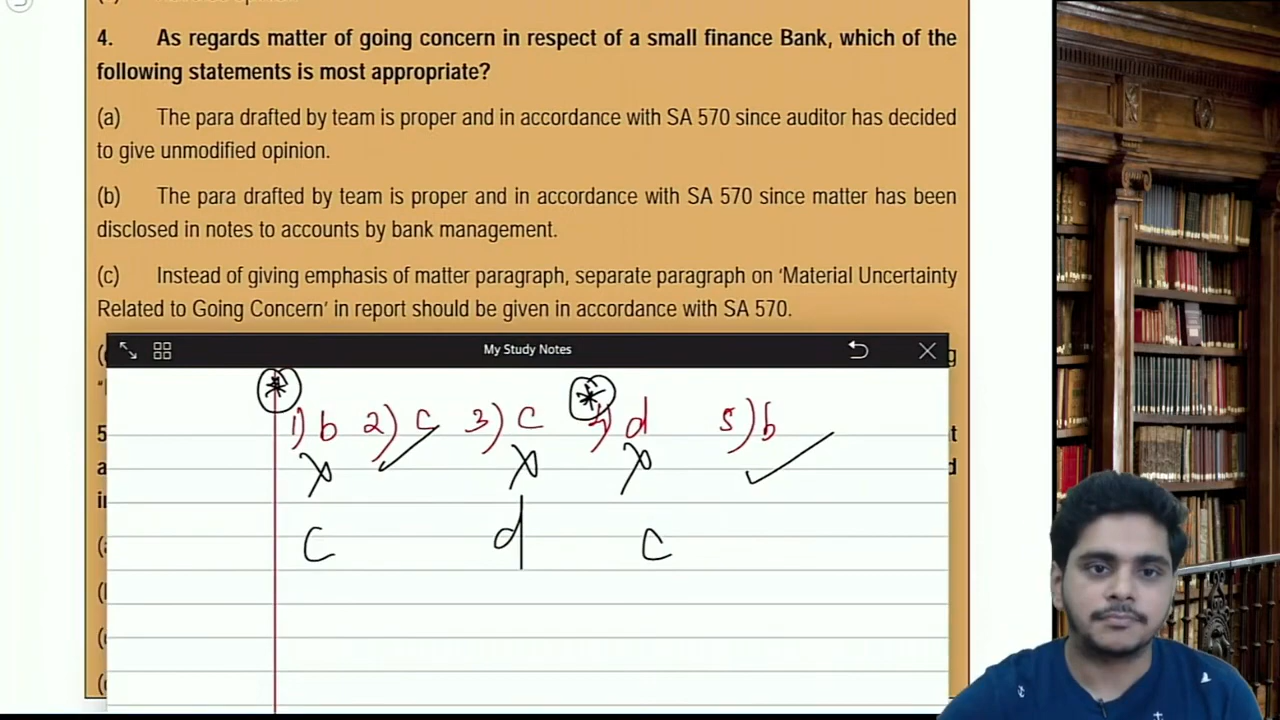 4. As regards matter of going concern in respect of a small finance Bank, which of the
following statements is most appropriate?
(a) The para drafted by team is proper and in accordance with SA 570 since auditor has decided
to give unmodified opinion.
(b) The para drafted by team is proper and in accordance with SA 570 since matter has been
disclosed in notes to accounts by bank management.
(c) Instead of giving emphasis of matter paragraph, separate paragraph on ‘Material Uncertainty
Related to Going Concern’ in report should be given in accordance with SA 570.
My Study Notes
1) b 2) c 3) c 4) d 5) b
c d c
5